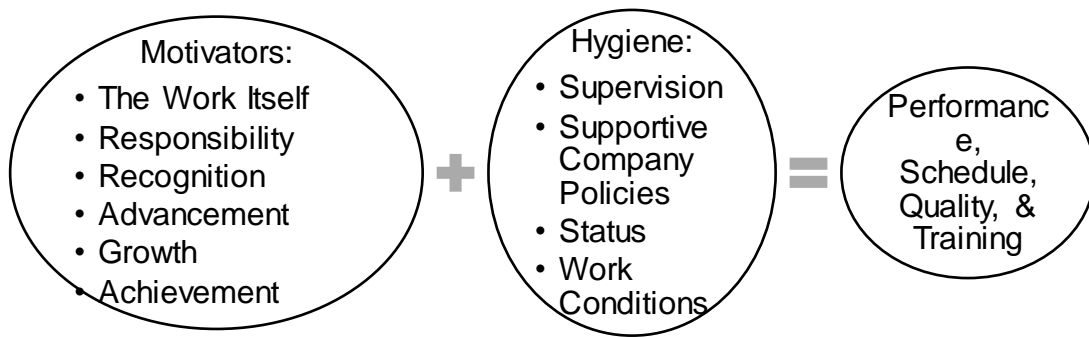 Motivators:
• The Work Itself
• Responsibility
• Recognition
• Advancement
• Growth
• Achievement
Hygiene:
• Supervision
• Supportive
Company
Policies
• Status
• Work
Conditions
Performanc
e,
Schedule,
Quality, &
Training